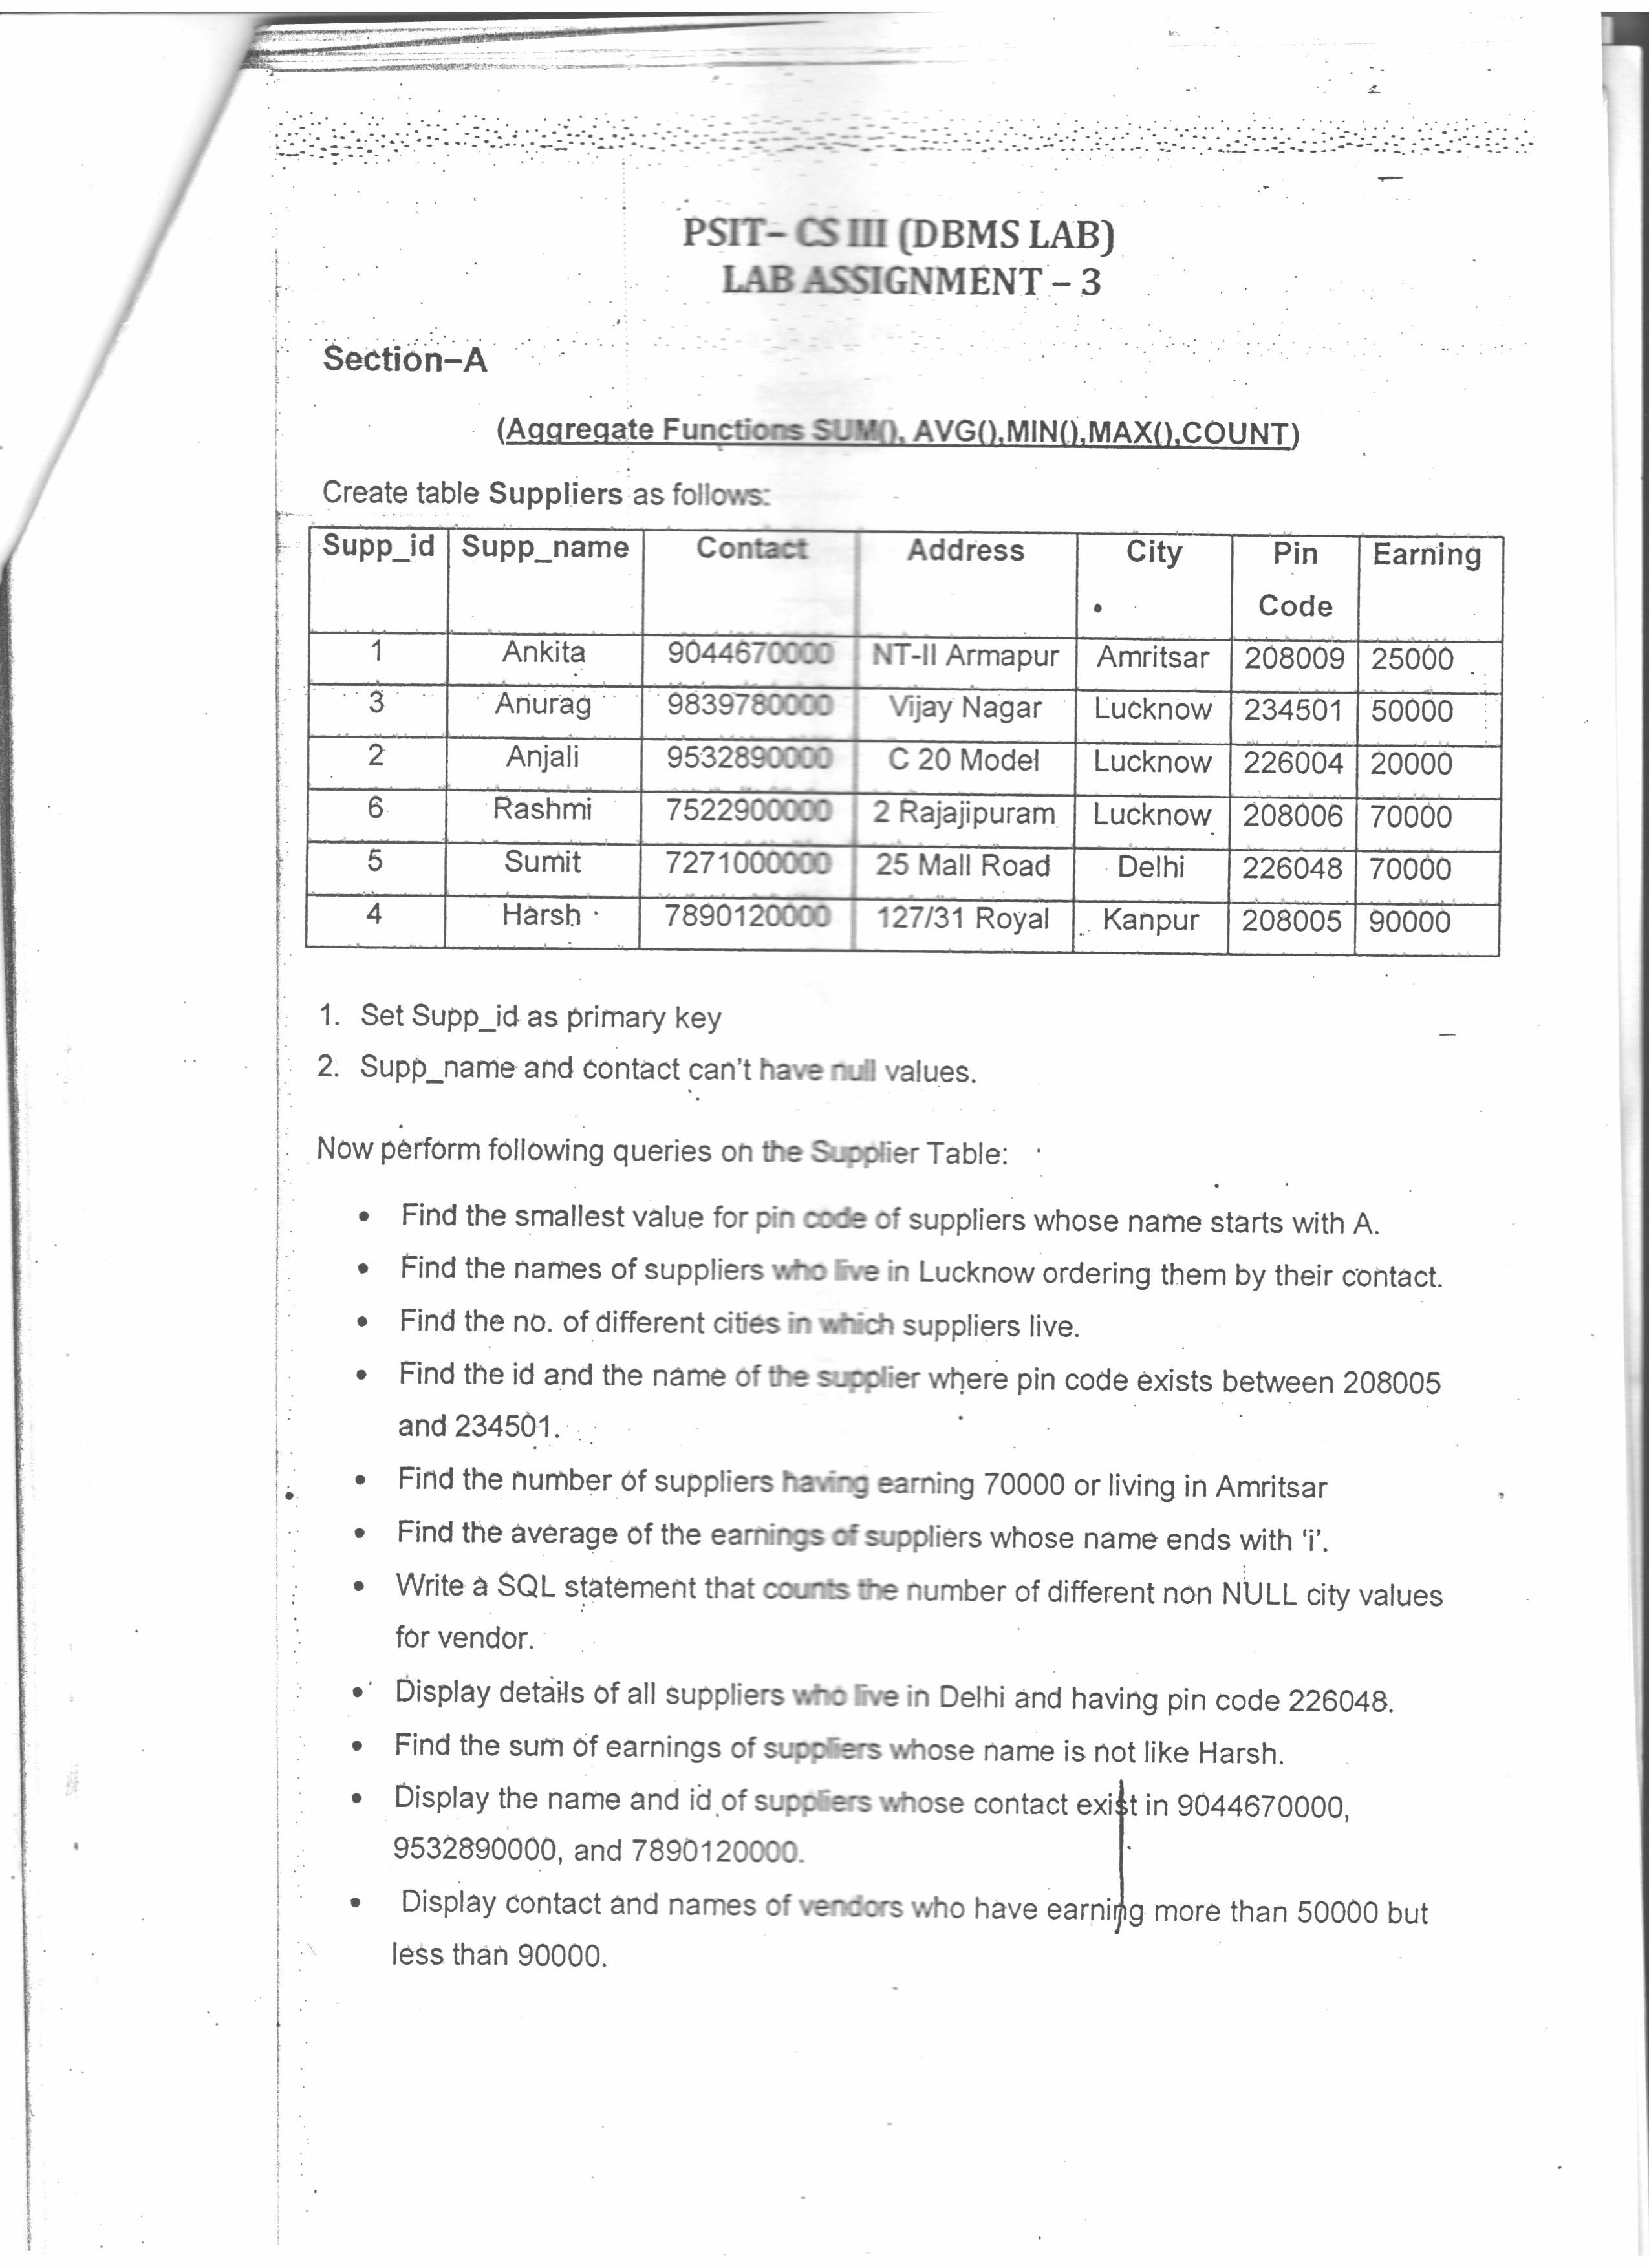 PSIT– CS III (DBMS LAB)
LAB ASSIGNMENT – 3
Section–A
(Aggregate Functions SUM(), AVG(),MIN(),MAX(),COUNT)
Create table Suppliers as follows:
Supp_id Supp_name Contact Address City Pin Code Earning
1 Ankita 9044670000 NT-II Armapur Amritsar 208009 25000
3 Anurag 9839780000 Vijay Nagar Lucknow 234501 50000
2 Anjali 9532890000 C 20 Model Lucknow 226004 20000
6 Rashmi 7522900000 2 Rajajipuram Lucknow 208006 70000
5 Sumit 7271000000 25 Mall Road Delhi 226048 70000
4 Harsh 7890120000 127/31 Royal Kanpur 208005 90000
1. Set Supp_id as primary key
2. Supp_name and contact can't have null values.
Now perform following queries on the Supplier Table:
• Find the smallest value for pin code of suppliers whose name starts with A.
• Find the names of suppliers who live in Lucknow ordering them by their contact.
• Find the no. of different cities in which suppliers live.
• Find the id and the name of the supplier where pin code exists between 208005
and 234501.
• Find the number of suppliers having earning 70000 or living in Amritsar
• Find the average of the earnings of suppliers whose name ends with 'i'.
• Write a SQL statement that counts the number of different non NULL city values
for vendor.
• Display details of all suppliers who live in Delhi and having pin code 226048.
• Find the sum of earnings of suppliers whose name is not like Harsh.
• Display the name and id of suppliers whose contact exist in 9044670000,
9532890000, and 7890120000.
• Display contact and names of vendors who have earning more than 50000 but
less than 90000.